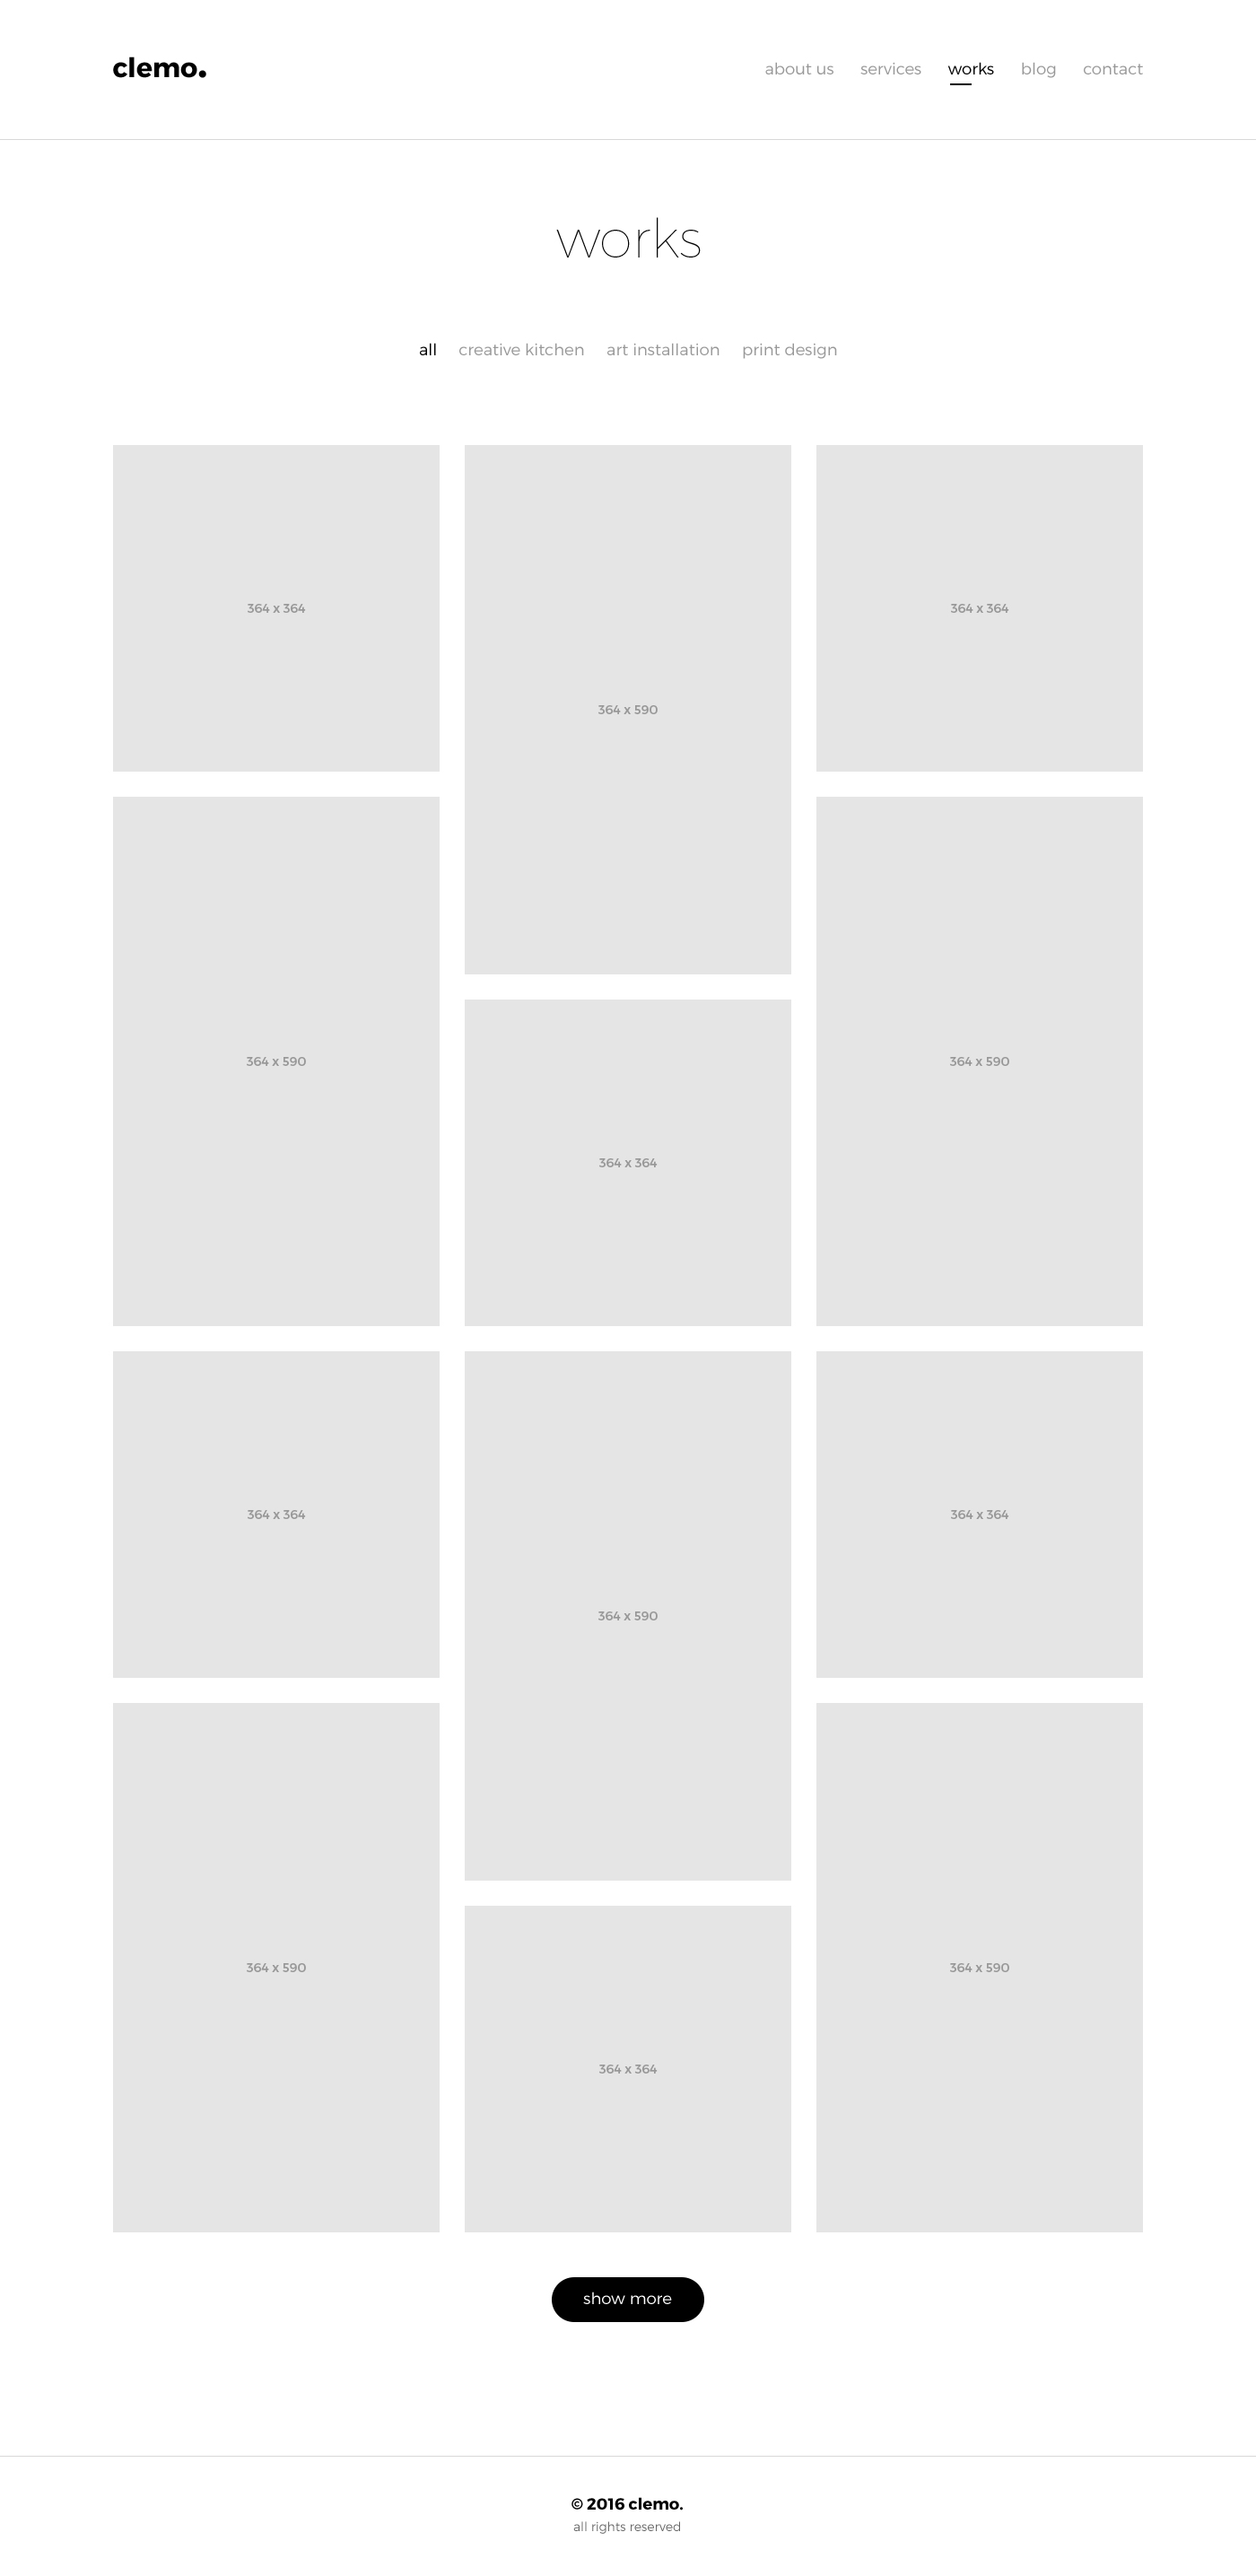 clemo.
about us services works blog contact
works
all creative kitchen art installation print design
364 x 364
364 x 590
364 x 364
364 x 590
364 x 364
364 x 590
364 x 364
364 x 590
364 x 364
364 x 590
364 x 364
364 x 590
show more
© 2016 clemo.
all rights reserved